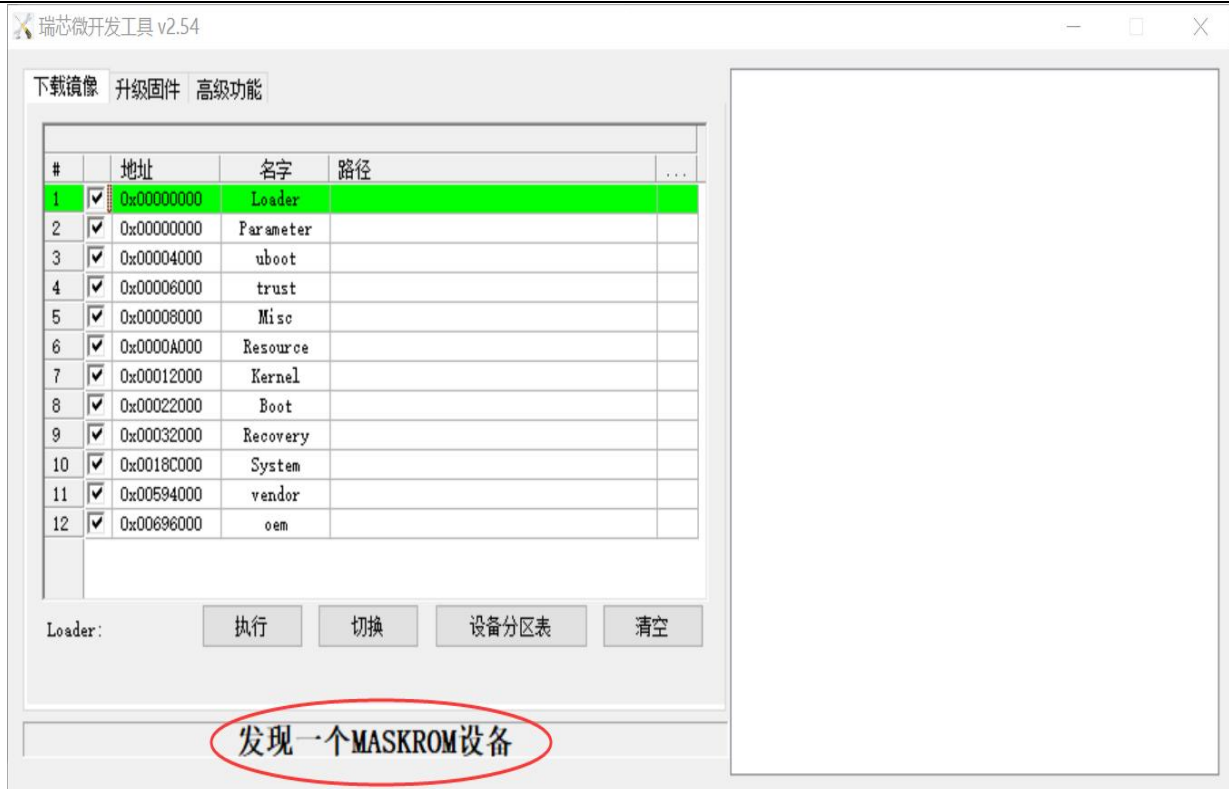 瑞芯微开发工具 v2.54
下载镜像 升级固件 高级功能
# 地址 名字 路径 ...
1 0x00000000 Loader
2 0x00000000 Parameter
3 0x00004000 uboot
4 0x00006000 trust
5 0x00008000 Misc
6 0x0000A000 Resource
7 0x00012000 Kernel
8 0x00022000 Boot
9 0x00032000 Recovery
10 0x0018C000 System
11 0x00594000 vendor
12 0x00696000 oem
Loader: 执行 切换 设备分区表 清空
发现一个MASKROM设备